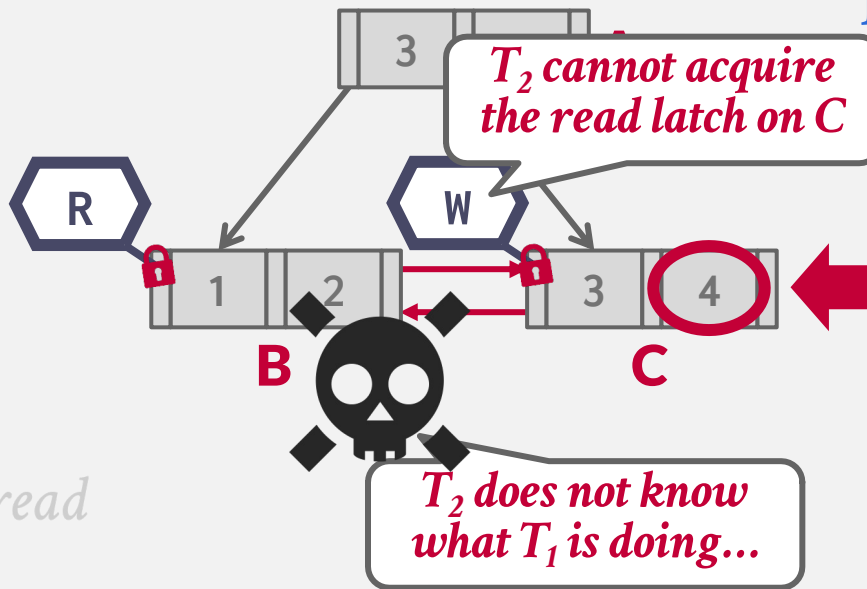 3
T₂ cannot acquire
the read latch on C
R
W
1 2
3 4
B
C
read
T₂ does not know
what T₁ is doing...